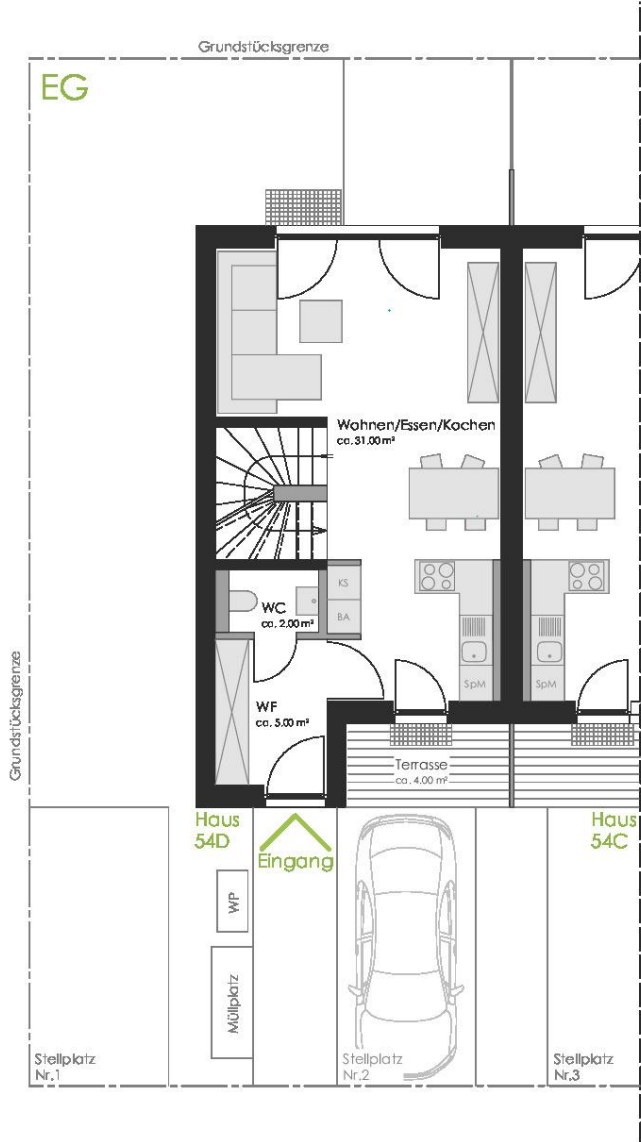 Grundstücksgrenze
EG
Wohnen/Essen/Kochen
ca. 31.00 m²
KS
WC
ca. 2.00 m²
BA
Grundstücksgrenze
WF
ca. 5.00 m²
SpM
SpM
Terrasse
ca. 4.00 m²
Haus
54D
Eingang
Haus
54C
WP
Müllplatz
Stellplatz
Nr.1
Stellplatz
Nr.2
Stellplatz
Nr.3